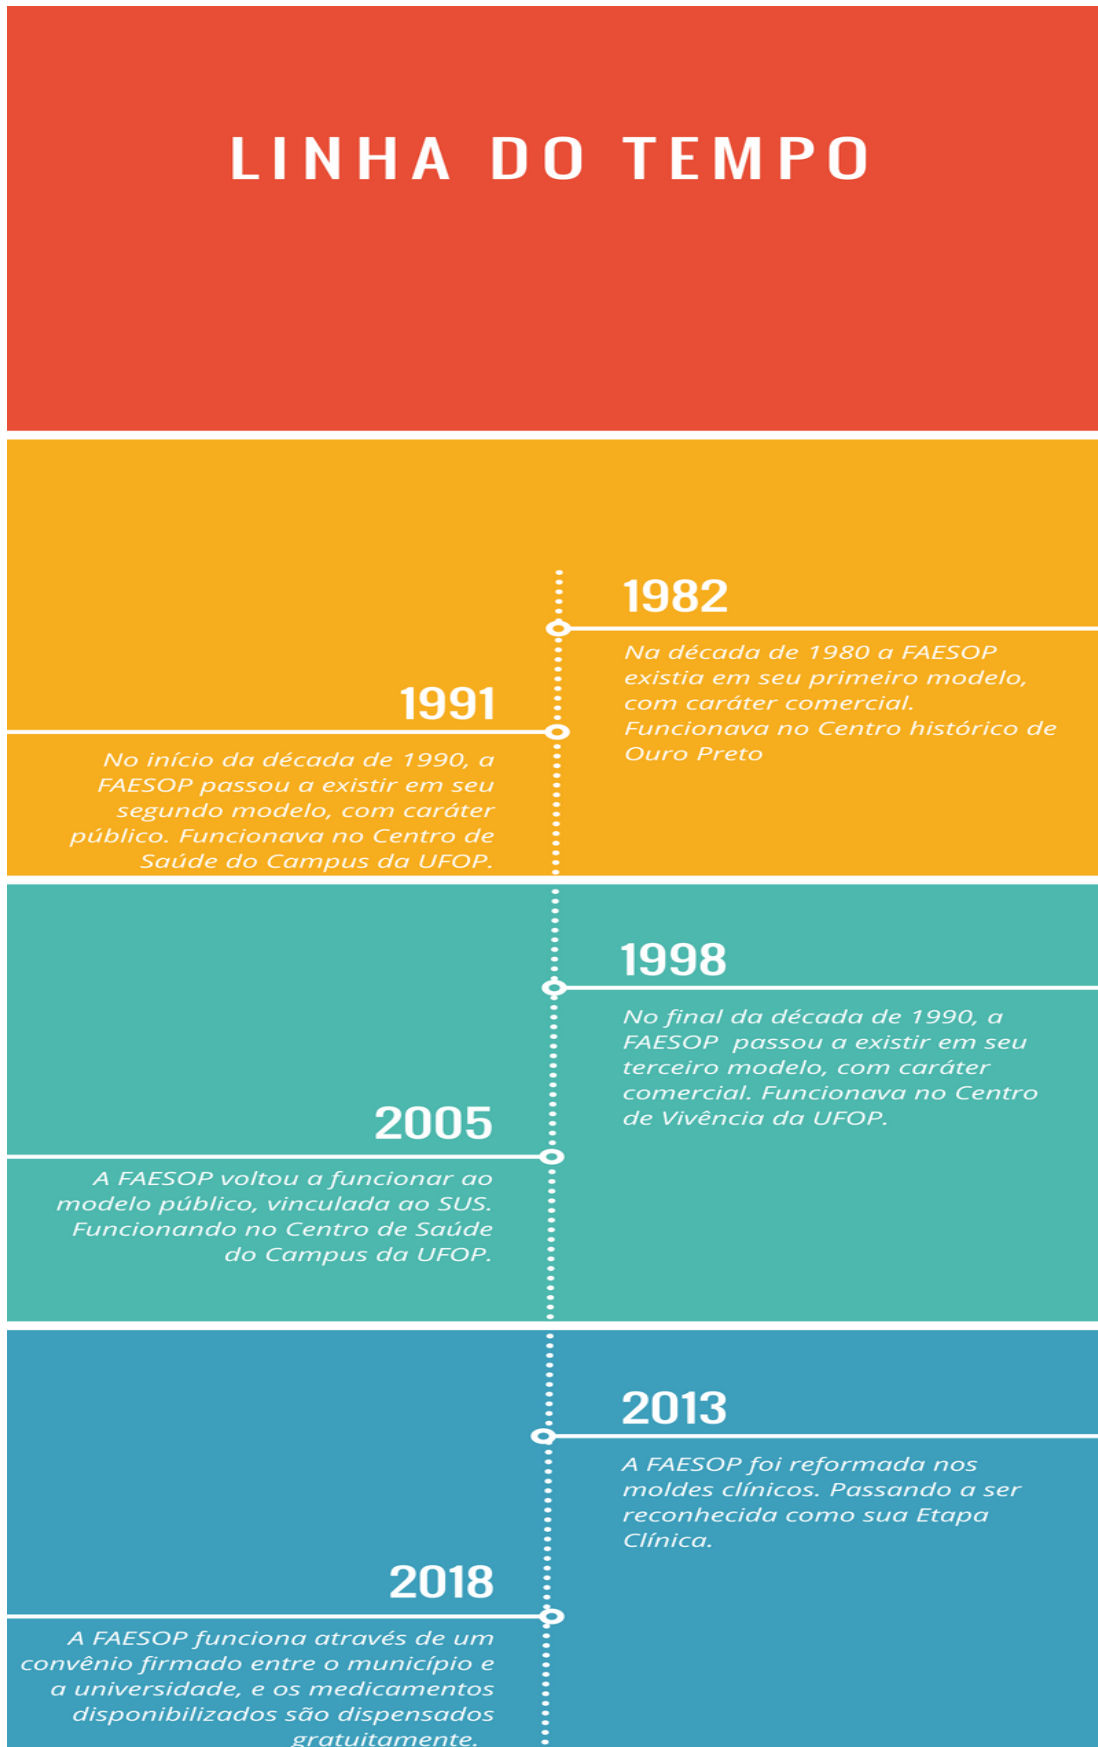 LINHA DO TEMPO
1982
Na década de 1980 a FAESOP
existia em seu primeiro modelo,
com caráter comercial.
Funcionava no Centro histórico de
Ouro Preto
1991
No início da década de 1990, a
FAESOP passou a existir em seu
segundo modelo, com caráter
público. Funcionava no Centro de
Saúde do Campus da UFOP.
1998
No final da década de 1990, a
FAESOP  passou a existir em seu
terceiro modelo, com caráter
comercial. Funcionava no Centro
de Vivência da UFOP.
2005
A FAESOP voltou a funcionar ao
modelo público, vinculada ao SUS.
Funcionando no Centro de Saúde
do Campus da UFOP.
2013
A FAESOP foi reformada nos
moldes clínicos. Passando a ser
reconhecida como sua Etapa
Clínica.
2018
A FAESOP funciona através de um
convênio firmado entre o município e
a universidade, e os medicamentos
disponibilizados são dispensados
gratuitamente.